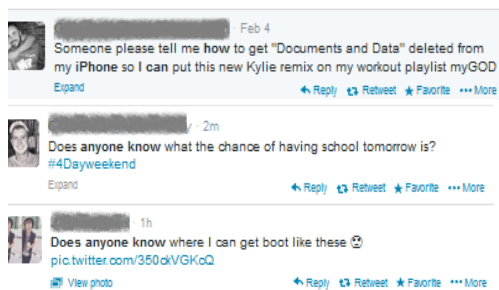 · Feb 4
Someone please tell me how to get "Documents and Data" deleted from
my iPhone so I can put this new Kylie remix on my workout playlist myGOD
Expand Reply Retweet Favorite More
· 2m
Does anyone know what the chance of having school tomorrow is?
#4Dayweekend
Expand Reply Retweet Favorite More
· 1h
Does anyone know where I can get boot like these
pic.twitter.com/350ckVGKcQ
View photo Reply Retweet Favorite More